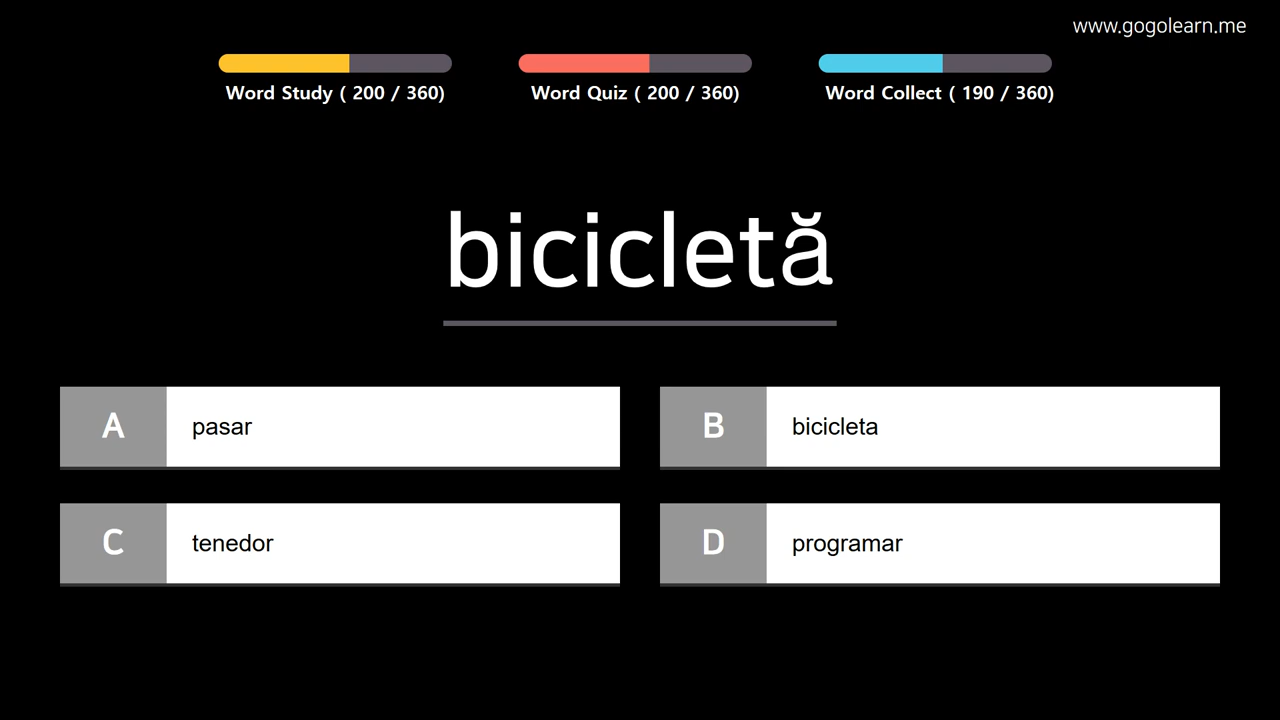 www.gogolearn.me
Word Study ( 200 / 360)
Word Quiz ( 200 / 360)
Word Collect ( 190 / 360)
bicicletă
A pasar
B bicicleta
C tenedor
D programar